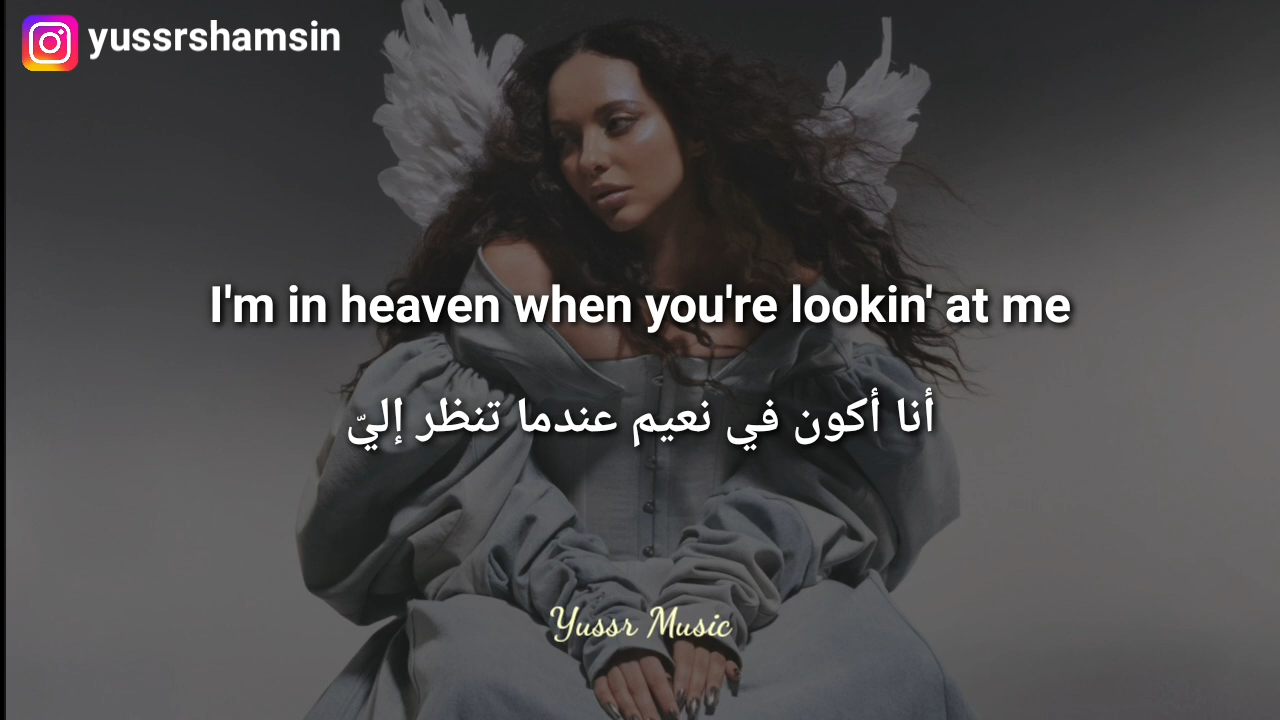 yussrshamsin
I'm in heaven when you're lookin' at me
أنا أكون في نعيم عندما تنظر إليّ
Yussr Music